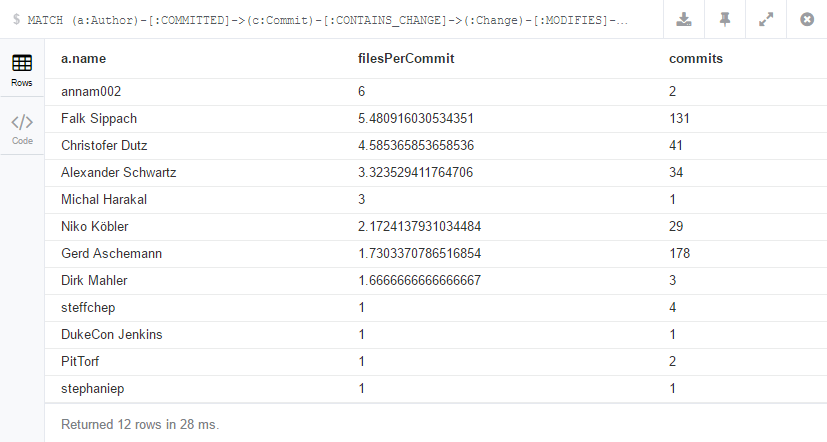 $ MATCH (a:Author)-[:COMMITTED]->(c:Commit)-[:CONTAINS_CHANGE]->(:Change)-[:MODIFIES]-…
Rows
Code
a.name filesPerCommit commits
annam002 6 2
Falk Sippach 5.480916030534351 131
Christofer Dutz 4.585365853658536 41
Alexander Schwartz 3.323529411764706 34
Michal Harakal 3 1
Niko Köbler 2.1724137931034484 29
Gerd Aschemann 1.7303370786516854 178
Dirk Mahler 1.6666666666666667 3
steffchep 1 4
DukeCon Jenkins 1 1
PitTorf 1 2
stephaniep 1 1
Returned 12 rows in 28 ms.